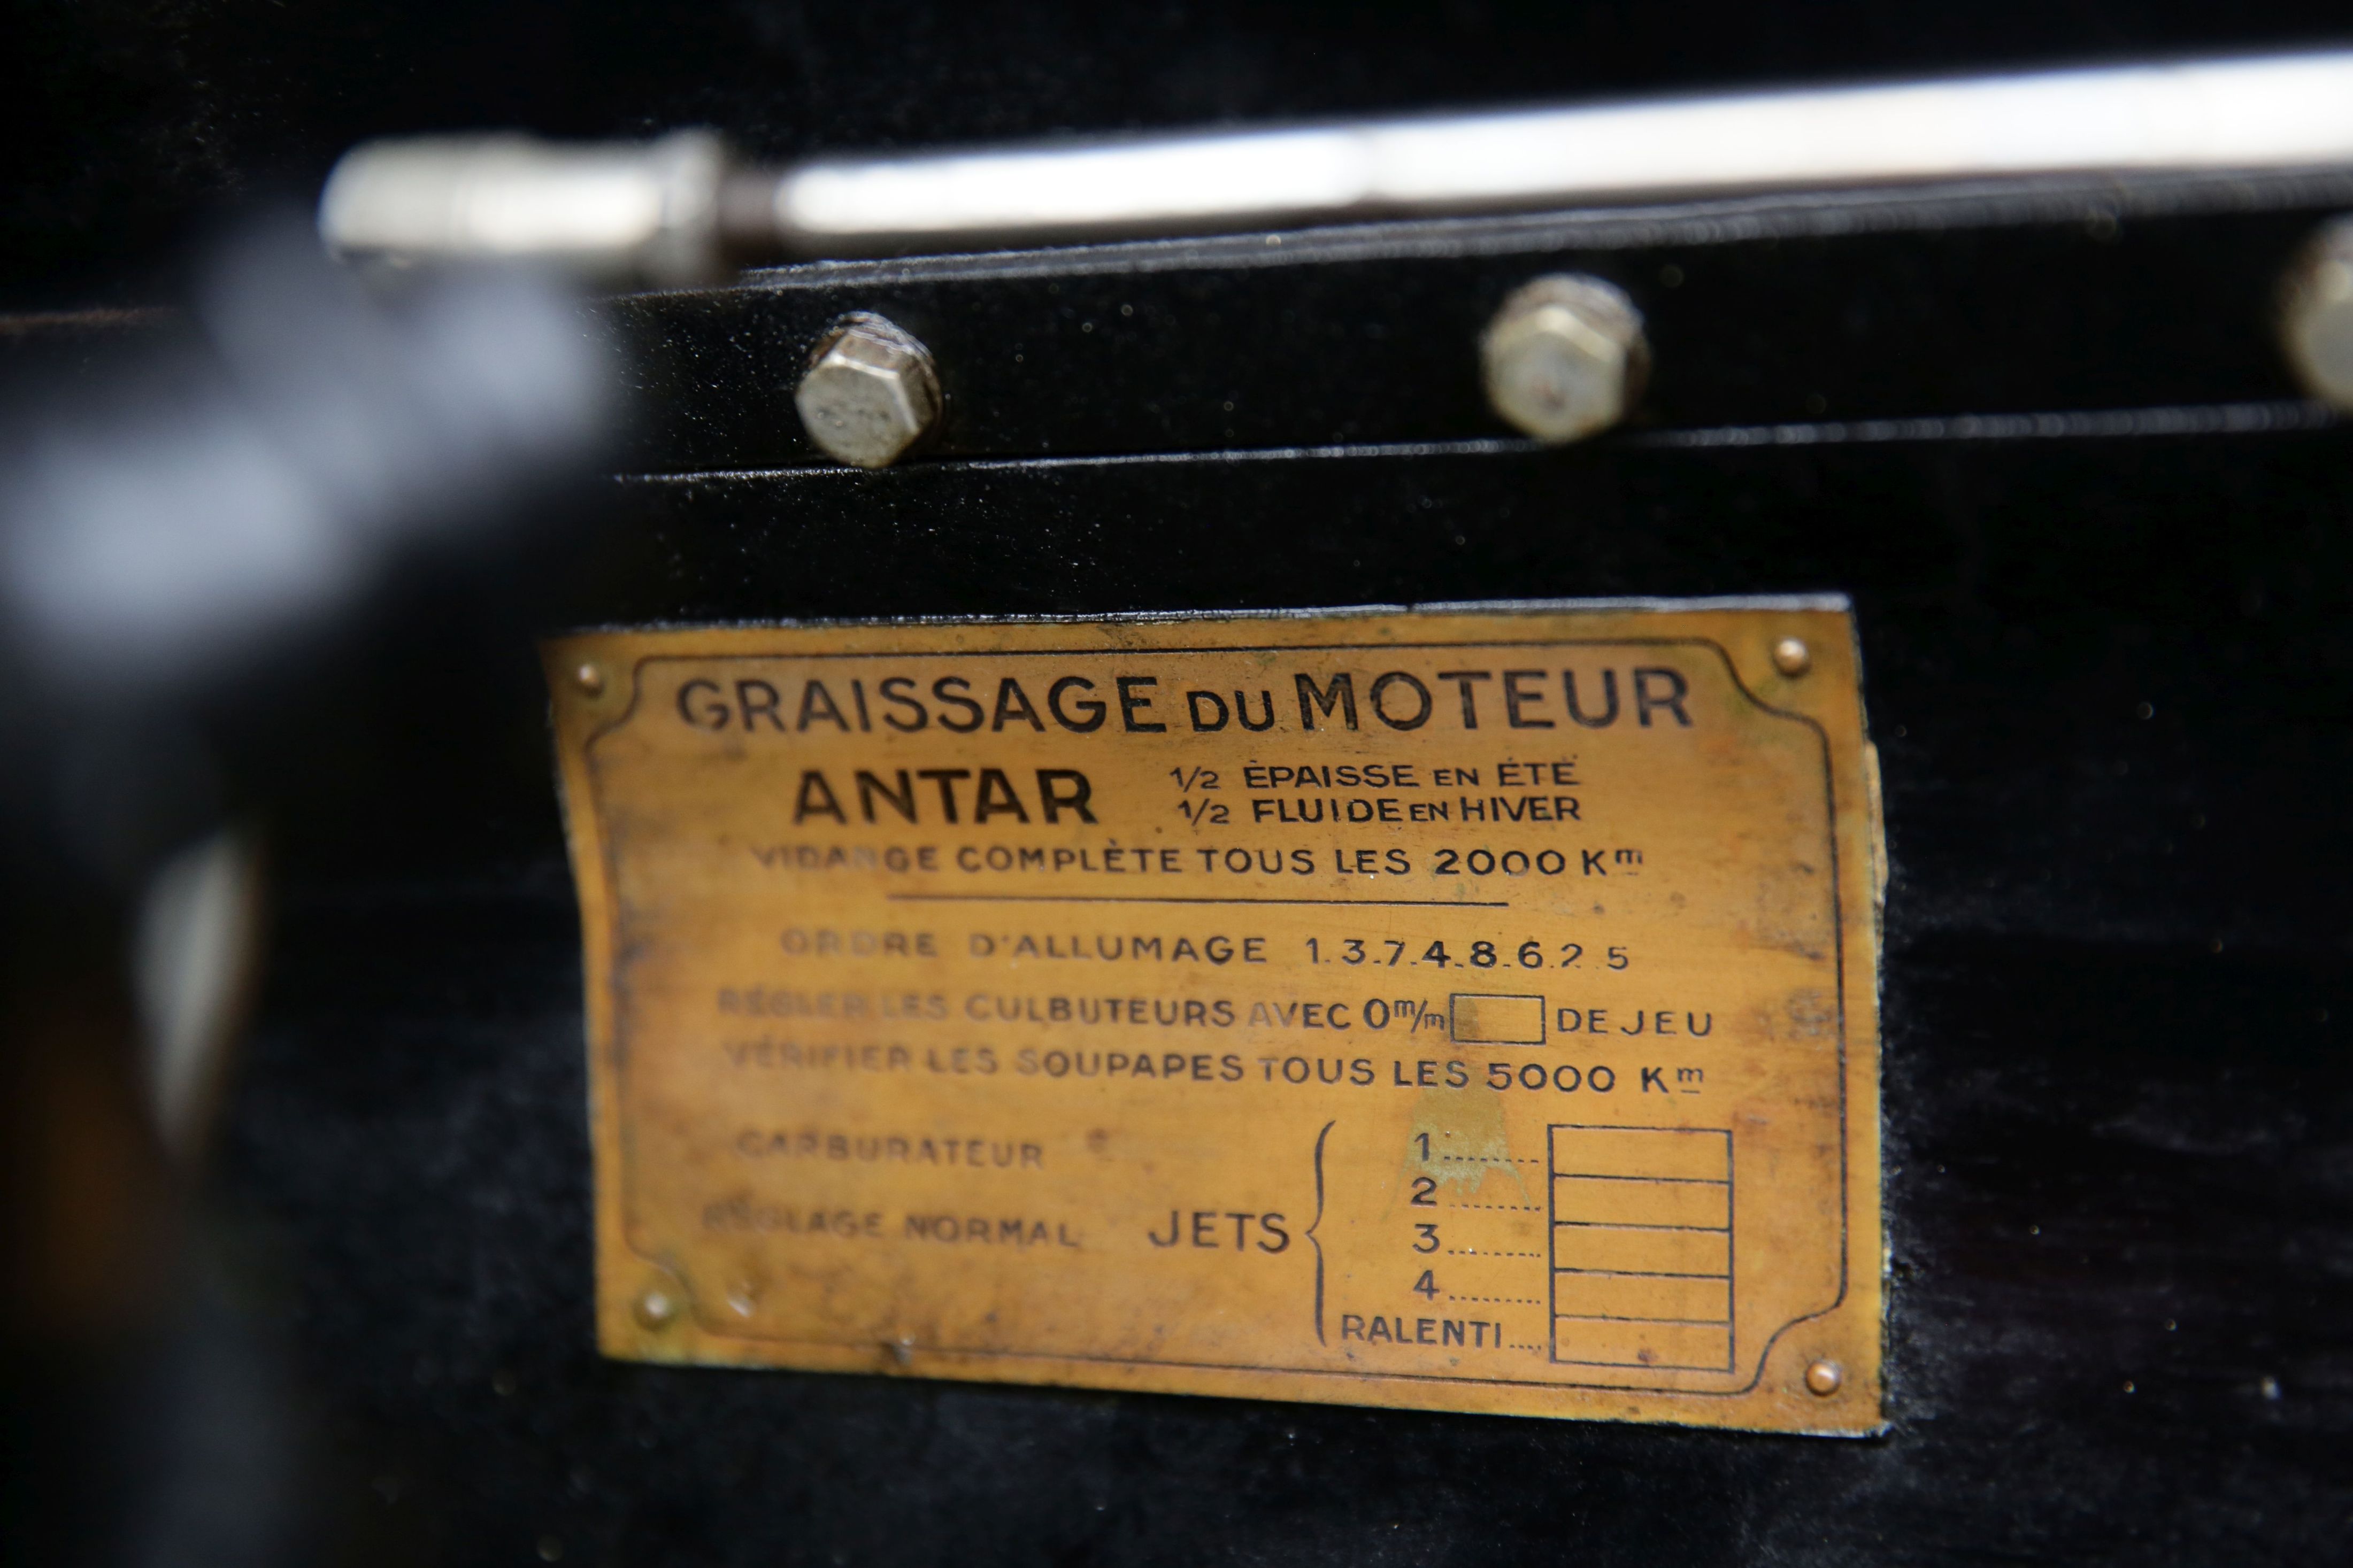 GRAISSAGE DU MOTEUR
ANTAR 1/2 ÉPAISSE EN ÉTÉ
1/2 FLUIDE EN HIVER
VIDANGE COMPLÈTE TOUS LES 2000 Km
ORDRE D'ALLUMAGE 1.3.7.4.8.6.2.5
RÉGLER LES CULBUTEURS AVEC 0m/m DE JEU
VÉRIFIER LES SOUPAPES TOUS LES 5000 Km
CARBURATEUR
RÉGLAGE NORMAL JETS
1........
2........
3........
4........
RALENTI....